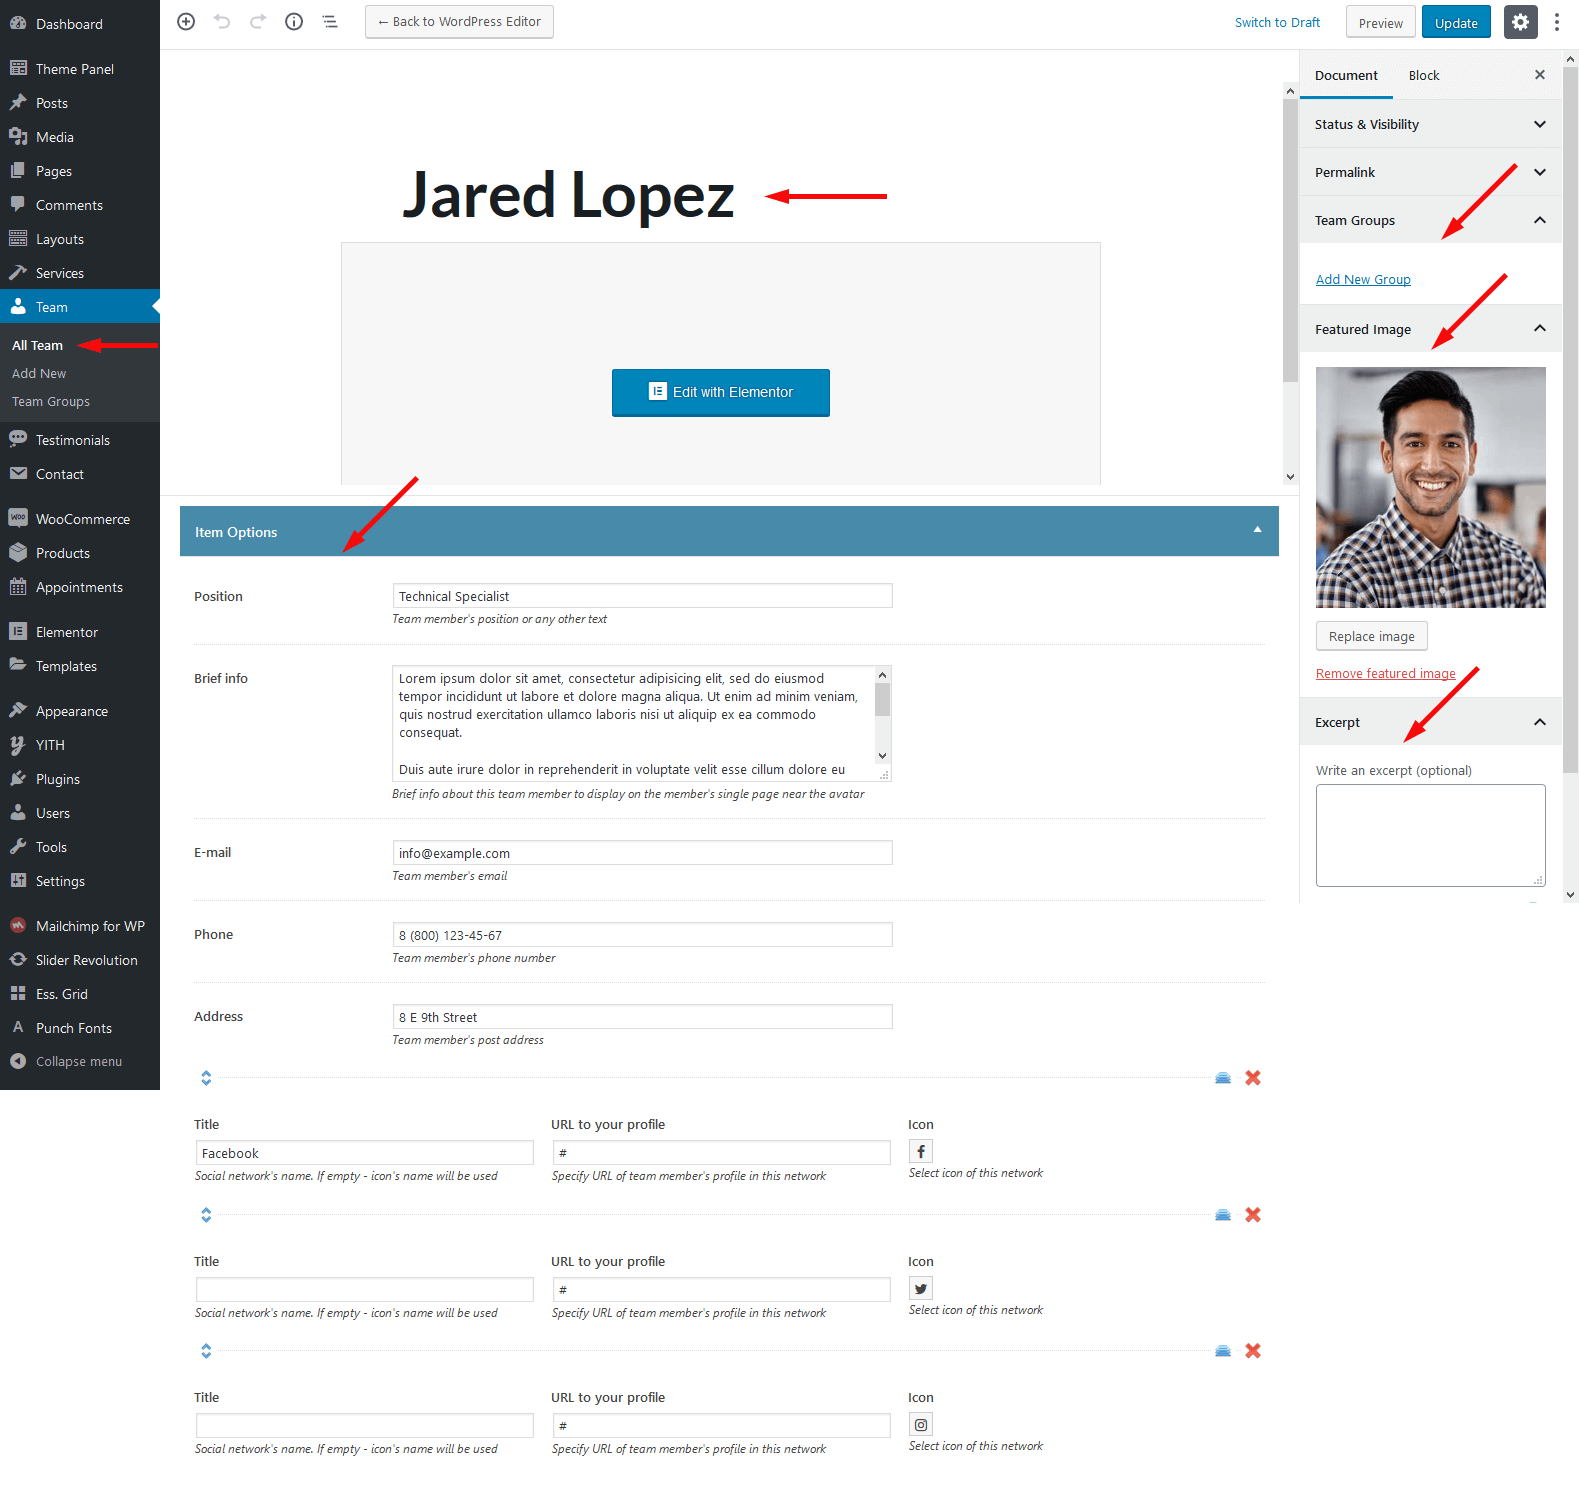 Dashboard
Theme Panel
Posts
Media
Pages
Comments
Layouts
Services
Team
All Team
Add New
Team Groups
Testimonials
Contact
WooCommerce
Products
Appointments
Elementor
Templates
Appearance
YITH
Plugins
Users
Tools
Settings
Mailchimp for WP
Slider Revolution
Ess. Grid
Punch Fonts
Collapse menu
← Back to WordPress Editor
Switch to Draft
Preview
Update
Jared Lopez
Edit with Elementor
Item Options
Position
Technical Specialist
Team member's position or any other text
Brief info
Lorem ipsum dolor sit amet, consectetur adipisicing elit, sed do eiusmod
tempor incididunt ut labore et dolore magna aliqua. Ut enim ad minim veniam,
quis nostrud exercitation ullamco laboris nisi ut aliquip ex ea commodo
consequat.
Duis aute irure dolor in reprehenderit in voluptate velit esse cillum dolore eu
Brief info about this team member to display on the member's single page near the avatar
E-mail
info@example.com
Team member's email
Phone
8 (800) 123-45-67
Team member's phone number
Address
8 E 9th Street
Team member's post address
Title
URL to your profile
Icon
Facebook
#
Social network's name. If empty - icon's name will be used
Specify URL of team member's profile in this network
Select icon of this network
Title
URL to your profile
Icon
#
Social network's name. If empty - icon's name will be used
Specify URL of team member's profile in this network
Select icon of this network
Title
URL to your profile
Icon
#
Social network's name. If empty - icon's name will be used
Specify URL of team member's profile in this network
Select icon of this network
Document
Block
Status & Visibility
Permalink
Team Groups
Add New Group
Featured Image
Replace image
Remove featured image
Excerpt
Write an excerpt (optional)